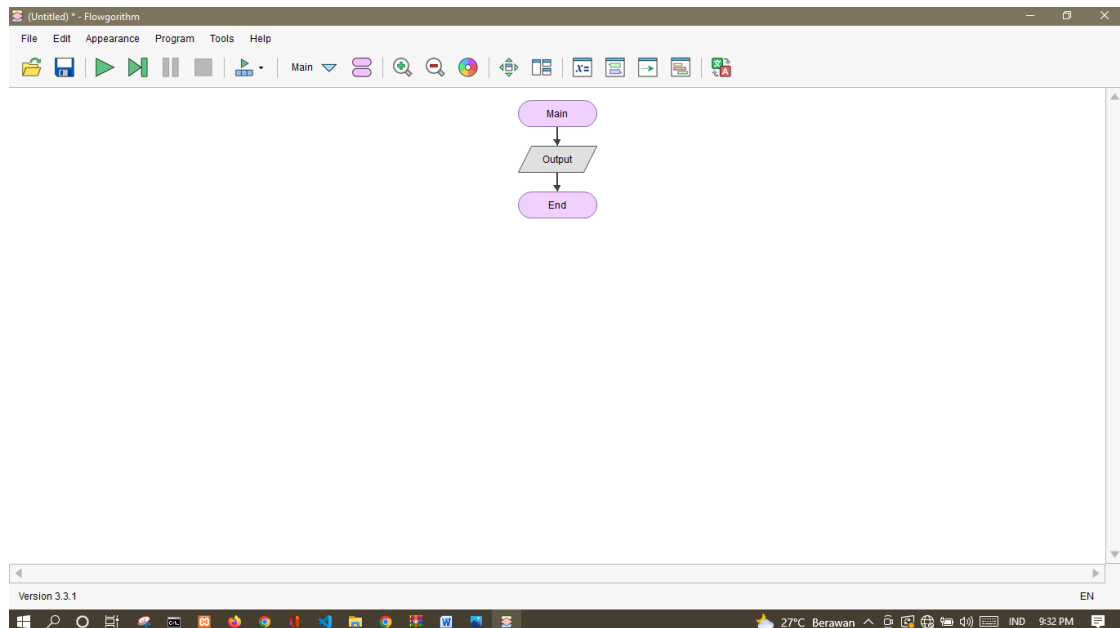 (Untitled) * - Flowgorithm
File Edit Appearance Program Tools Help
Main
x=
Main
Output
End
Version 3.3.1 EN
27°C Berawan IND 9:32 PM